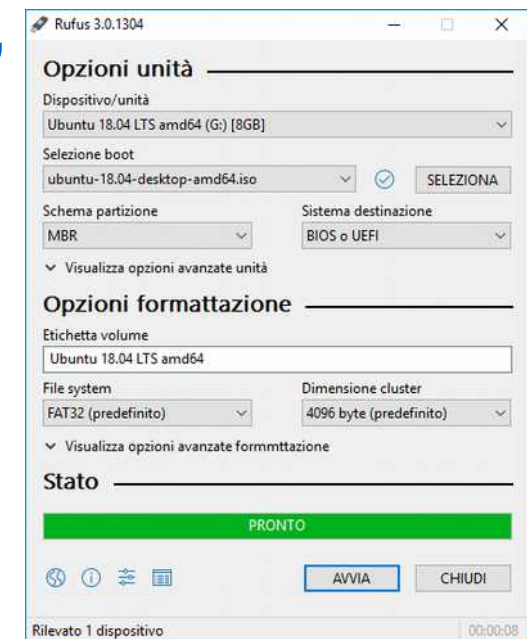 Rufus 3.0.1304
Opzioni unità
Dispositivo/unità
Ubuntu 18.04 LTS amd64 (G:) [8GB]
Selezione boot
ubuntu-18.04-desktop-amd64.iso SELEZIONA
Schema partizione Sistema destinazione
MBR BIOS o UEFI
Visualizza opzioni avanzate unità
Opzioni formattazione
Etichetta volume
Ubuntu 18.04 LTS amd64
File system Dimensione cluster
FAT32 (predefinito) 4096 byte (predefinito)
Visualizza opzioni avanzate formmttazione
Stato
PRONTO
AVVIA CHIUDI
Rilevato 1 dispositivo 00:00:08